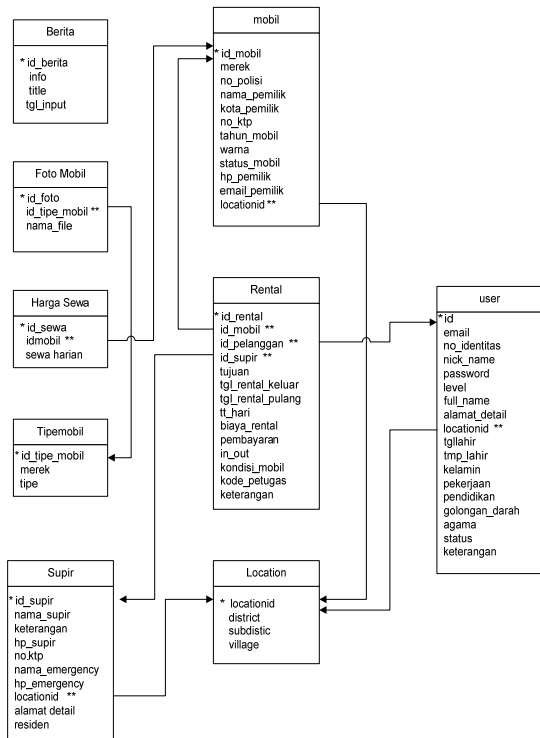 Berita
* id_berita
info
title
tgl_input
Foto Mobil
* id_foto
id_tipe_mobil **
nama_file
Harga Sewa
* id_sewa
idmobil **
sewa harian
Tipemobil
* id_tipe_mobil
merek
tipe
Supir
* id_supir
nama_supir
keterangan
hp_supir
no.ktp
nama_emergency
hp_emergency
locationid **
alamat detail
residen
mobil
* id_mobil
merek
no_polisi
nama_pemilik
kota_pemilik
no_ktp
tahun_mobil
warna
status_mobil
hp_pemilik
email_pemilik
locationid **
Rental
* id_rental
id_mobil **
id_pelanggan **
id_supir **
tujuan
tgl_rental_keluar
tgl_rental_pulang
tt_hari
biaya_rental
pembayaran
in_out
kondisi_mobil
kode_petugas
keterangan
Location
* locationid
district
subdistic
village
user
*id
email
no_identitas
nick_name
password
level
full_name
alamat_detail
locationid **
tgllahir
tmp_lahir
kelamin
pekerjaan
pendidikan
golongan_darah
agama
status
keterangan